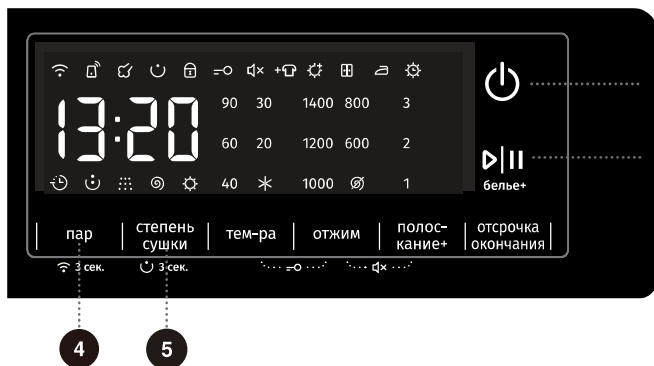 90 30 1400 800 3
13:20
60 20 1200 600 2
40 1000 1
белье+
пар
степень сушки
тем-ра
отжим
полос-
кание+
отсрочка
окончания
3 сек.
3 сек.
4
5